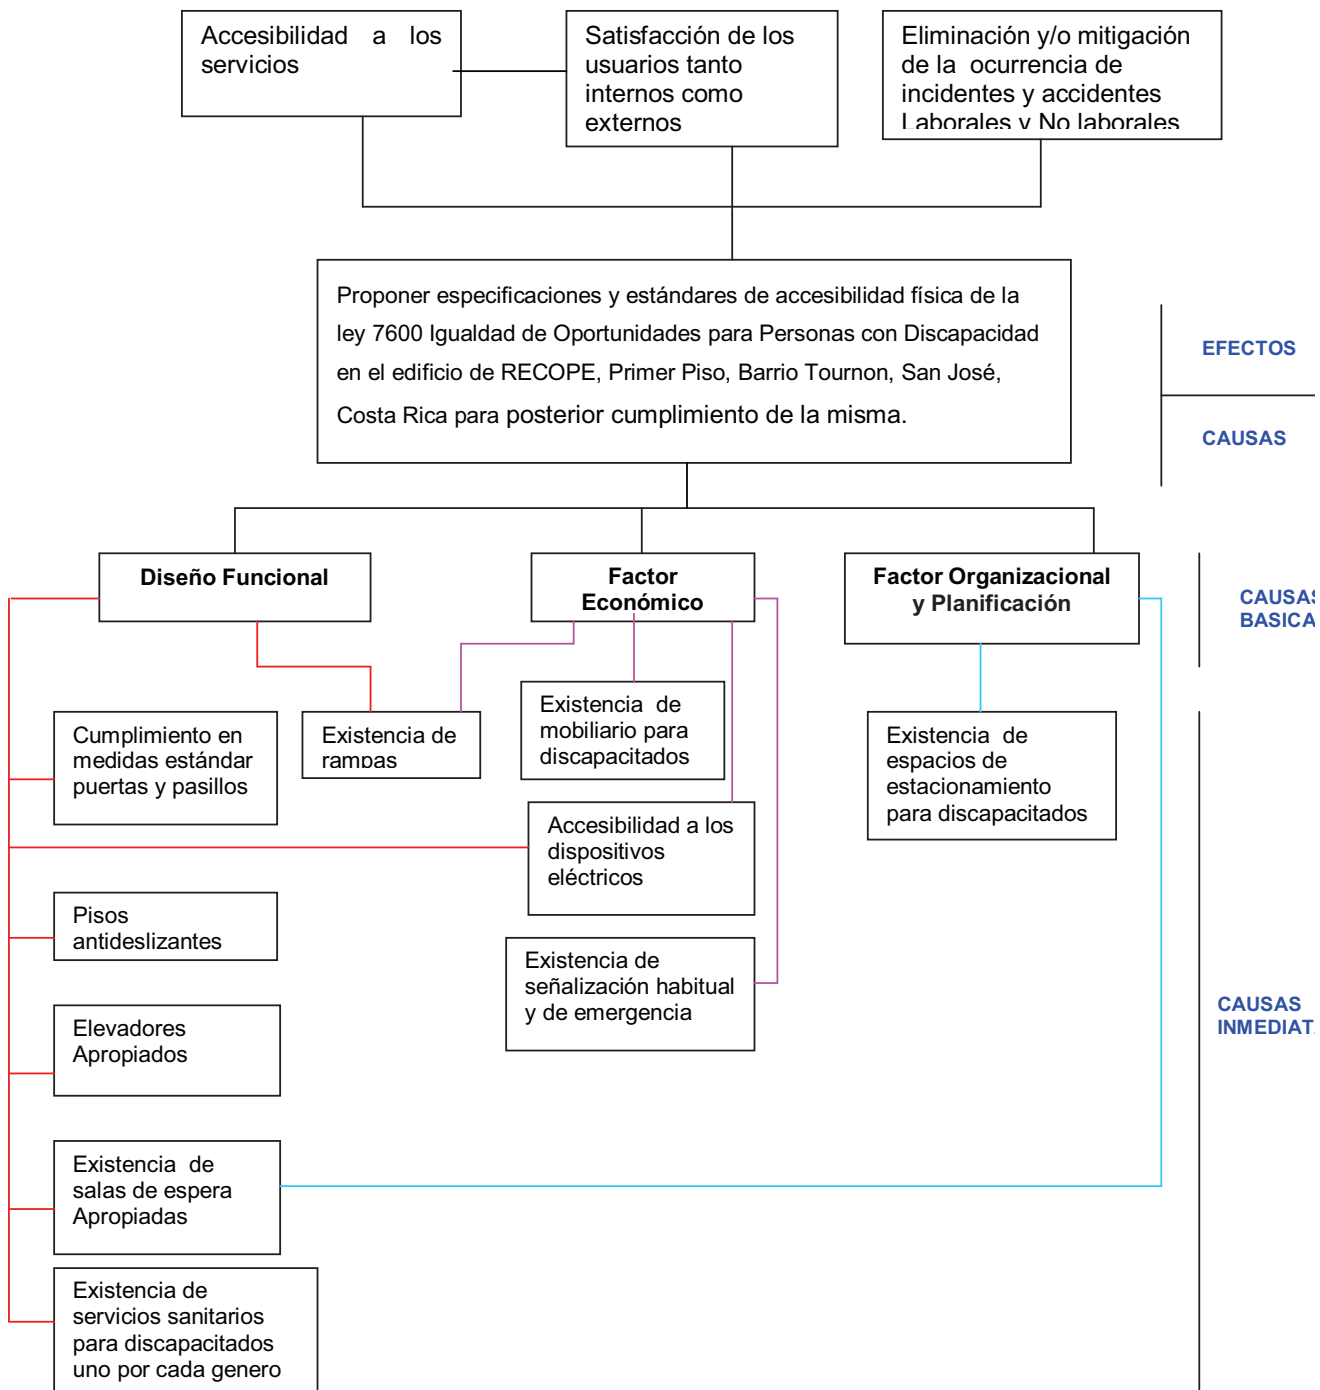 Accesibilidad a los
servicios
Satisfacción de los
usuarios tanto
internos como
externos
Eliminación y/o mitigación
de la ocurrencia de
incidentes y accidentes
Laborales y No laborales
Proponer especificaciones y estándares de accesibilidad física de la
ley 7600 Igualdad de Oportunidades para Personas con Discapacidad
en el edificio de RECOPE, Primer Piso, Barrio Tournon, San José,
Costa Rica para posterior cumplimiento de la misma.
EFECTOS
CAUSAS
Diseño Funcional
Factor
Económico
Factor Organizacional
y Planificación
CAUSAS
BASICA
Cumplimiento en
medidas estándar
puertas y pasillos
Existencia de
rampas
Existencia de
mobiliario para
discapacitados
Existencia de
espacios de
estacionamiento
para discapacitados
Accesibilidad a los
dispositivos
eléctricos
Pisos
antideslizantes
Existencia de
señalización habitual
y de emergencia
Elevadores
Apropiados
CAUSAS
INMEDIAT
Existencia de
salas de espera
Apropiadas
Existencia de
servicios sanitarios
para discapacitados
uno por cada genero